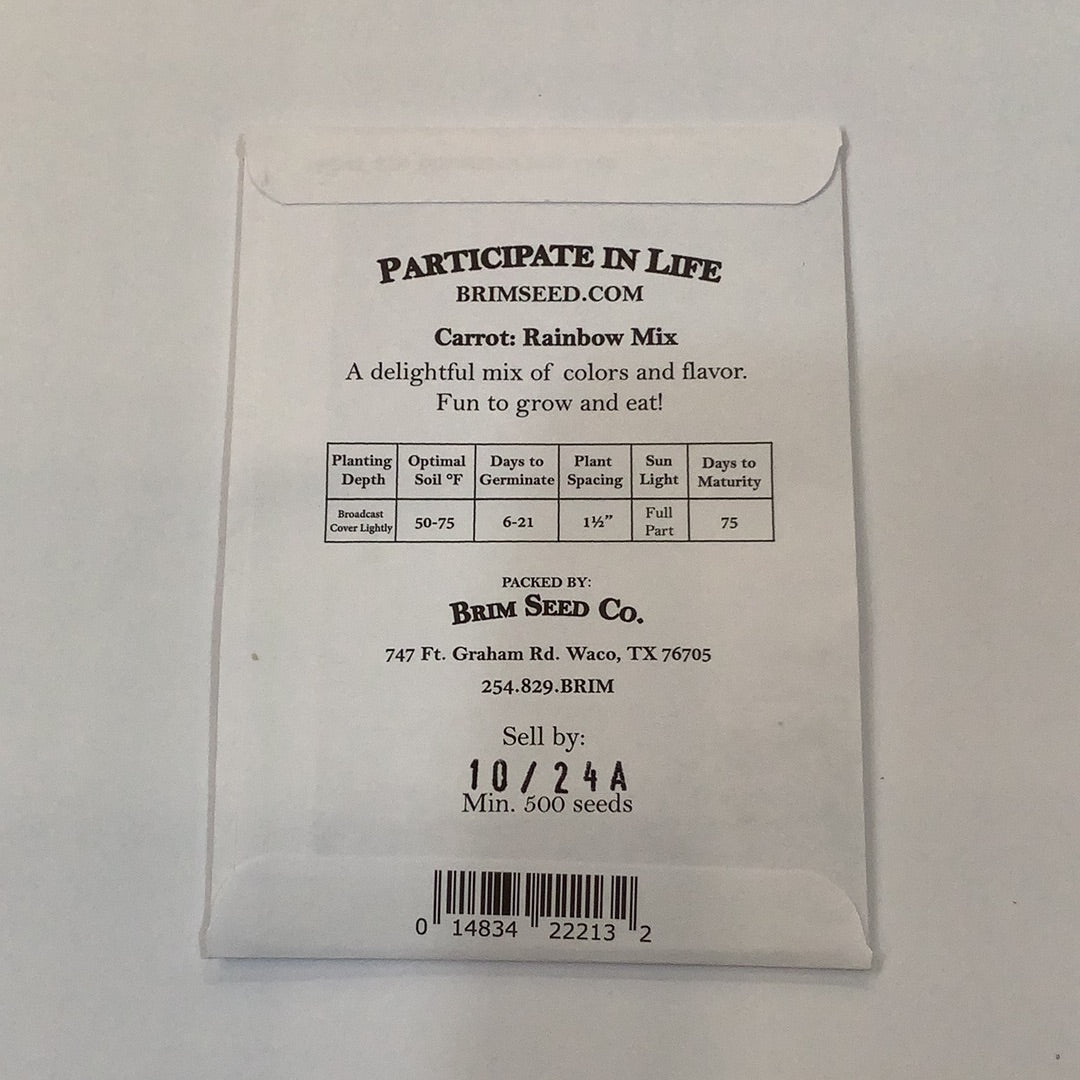 PARTICIPATE IN LIFE
BRIMSEED.COM
Carrot: Rainbow Mix
A delightful mix of colors and flavor.
Fun to grow and eat!
Planting Depth Optimal Soil °F Days to Germinate Plant Spacing Sun Light Days to Maturity
Broadcast Cover Lightly 50-75 6-21 1½” Full Part 75
PACKED BY:
BRIM SEED CO.
747 Ft. Graham Rd. Waco, TX 76705
254.829.BRIM
Sell by:
10/24A
Min. 500 seeds
0 14834 22213 2